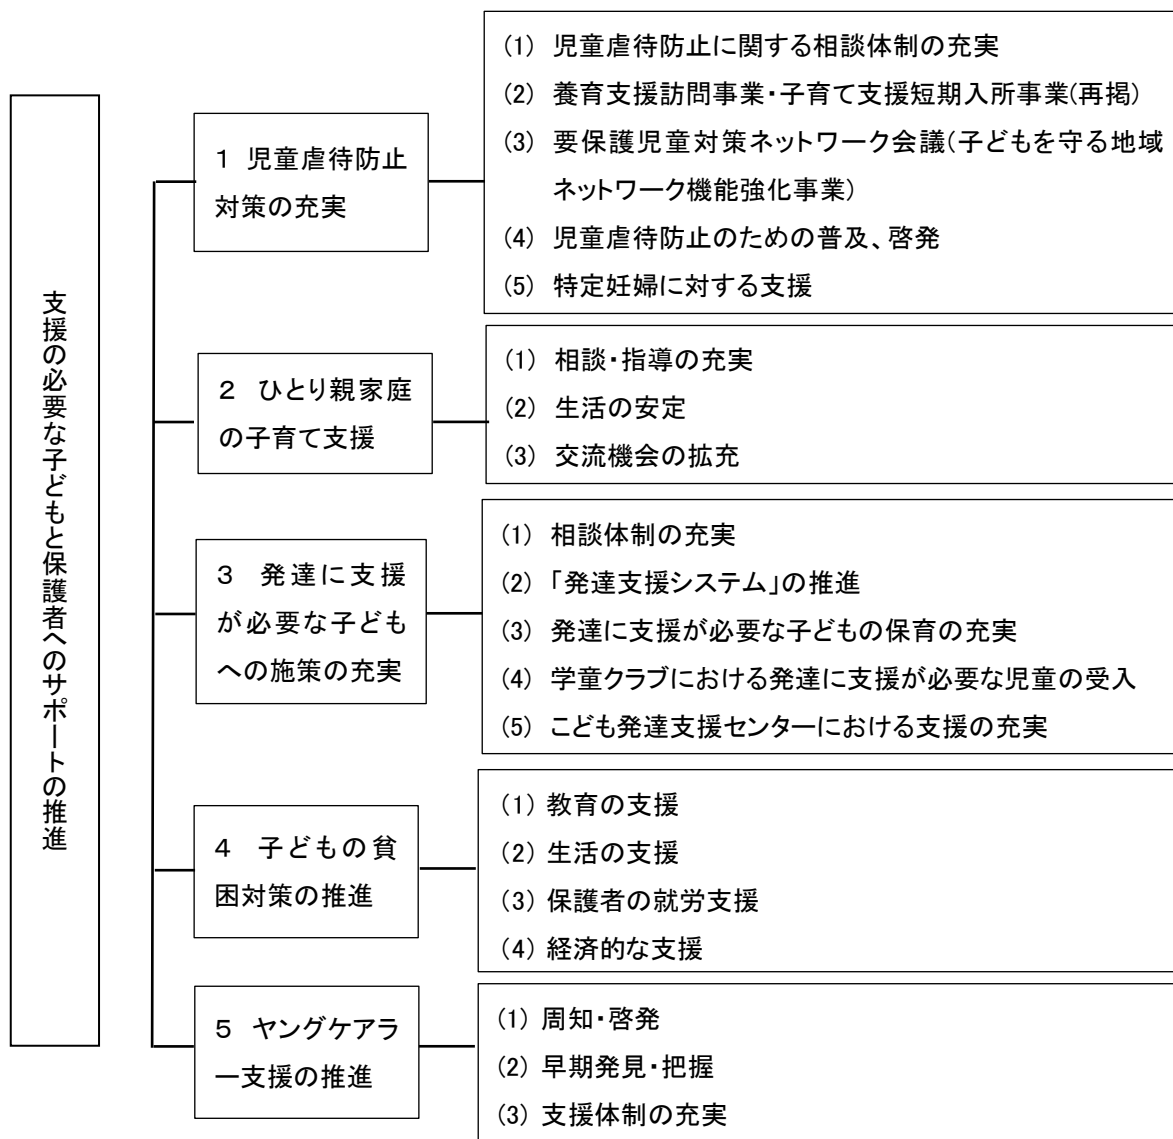 支援の必要な子どもと保護者へのサポートの推進
1 児童虐待防止
対策の充実
(1) 児童虐待防止に関する相談体制の充実
(2) 養育支援訪問事業・子育て支援短期入所事業(再掲)
(3) 要保護児童対策ネットワーク会議(子どもを守る地域
ネットワーク機能強化事業)
(4) 児童虐待防止のための普及、啓発
(5) 特定妊婦に対する支援
2 ひとり親家庭
の子育て支援
(1) 相談・指導の充実
(2) 生活の安定
(3) 交流機会の拡充
3 発達に支援
が必要な子ども
への施策の充実
(1) 相談体制の充実
(2) 「発達支援システム」の推進
(3) 発達に支援が必要な子どもの保育の充実
(4) 学童クラブにおける発達に支援が必要な児童の受入
(5) こども発達支援センターにおける支援の充実
4 子どもの貧
困対策の推進
(1) 教育の支援
(2) 生活の支援
(3) 保護者の就労支援
(4) 経済的な支援
5 ヤングケアラ
ー支援の推進
(1) 周知・啓発
(2) 早期発見・把握
(3) 支援体制の充実